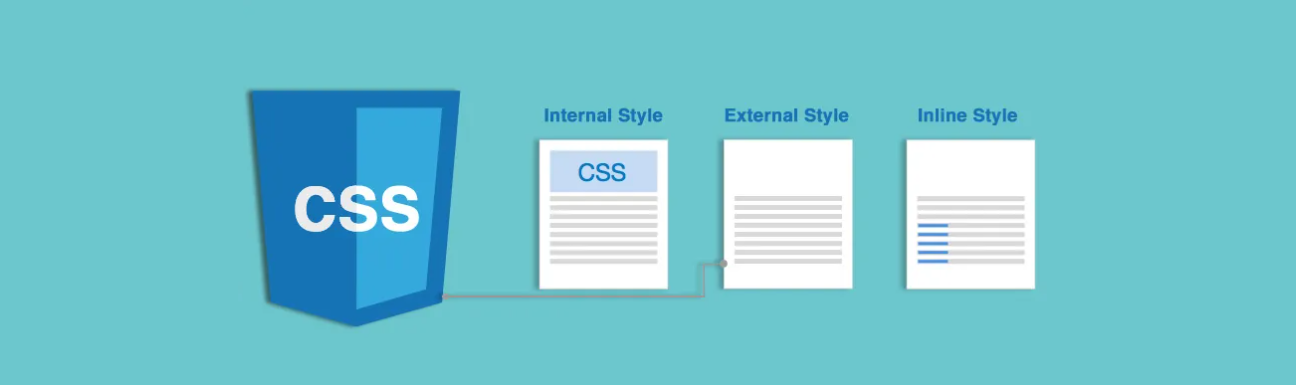 CSS
Internal Style
External Style
Inline Style
CSS